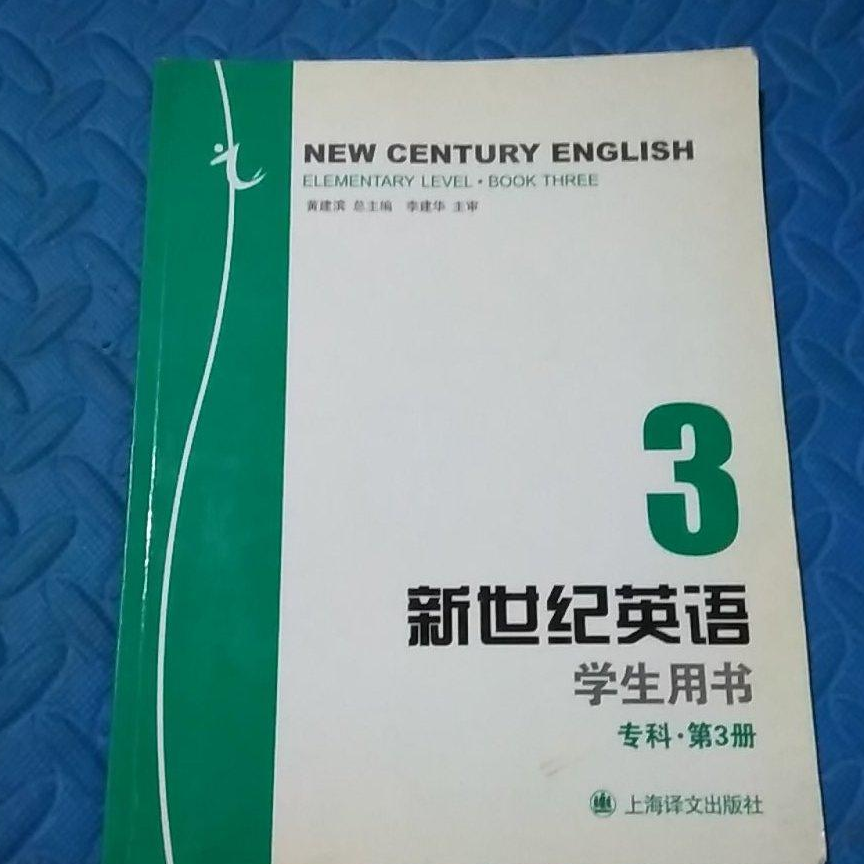 NEW CENTURY ENGLISH
ELEMENTARY LEVEL • BOOK THREE
黄建滨 总主编 李建华 主审
3
新世纪英语
学生用书
专科·第3册
上海译文出版社